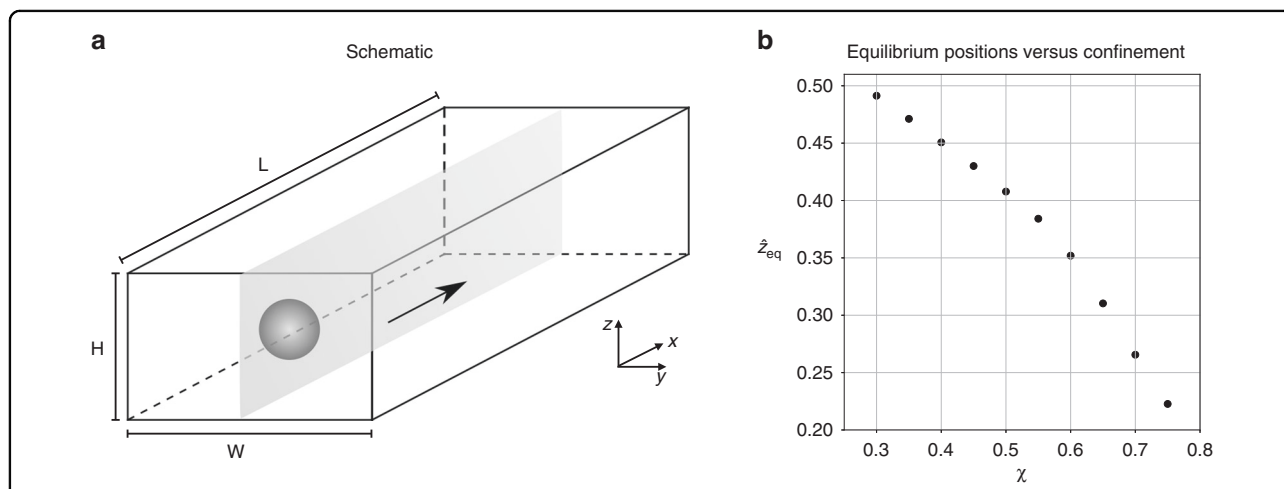 a
Schematic
L
H
W
z
x
y
b
Equilibrium positions versus confinement
0.50
0.45
0.40
0.35
0.30
0.25
0.20
ẑeq
0.3 0.4 0.5 0.6 0.7 0.8
χ